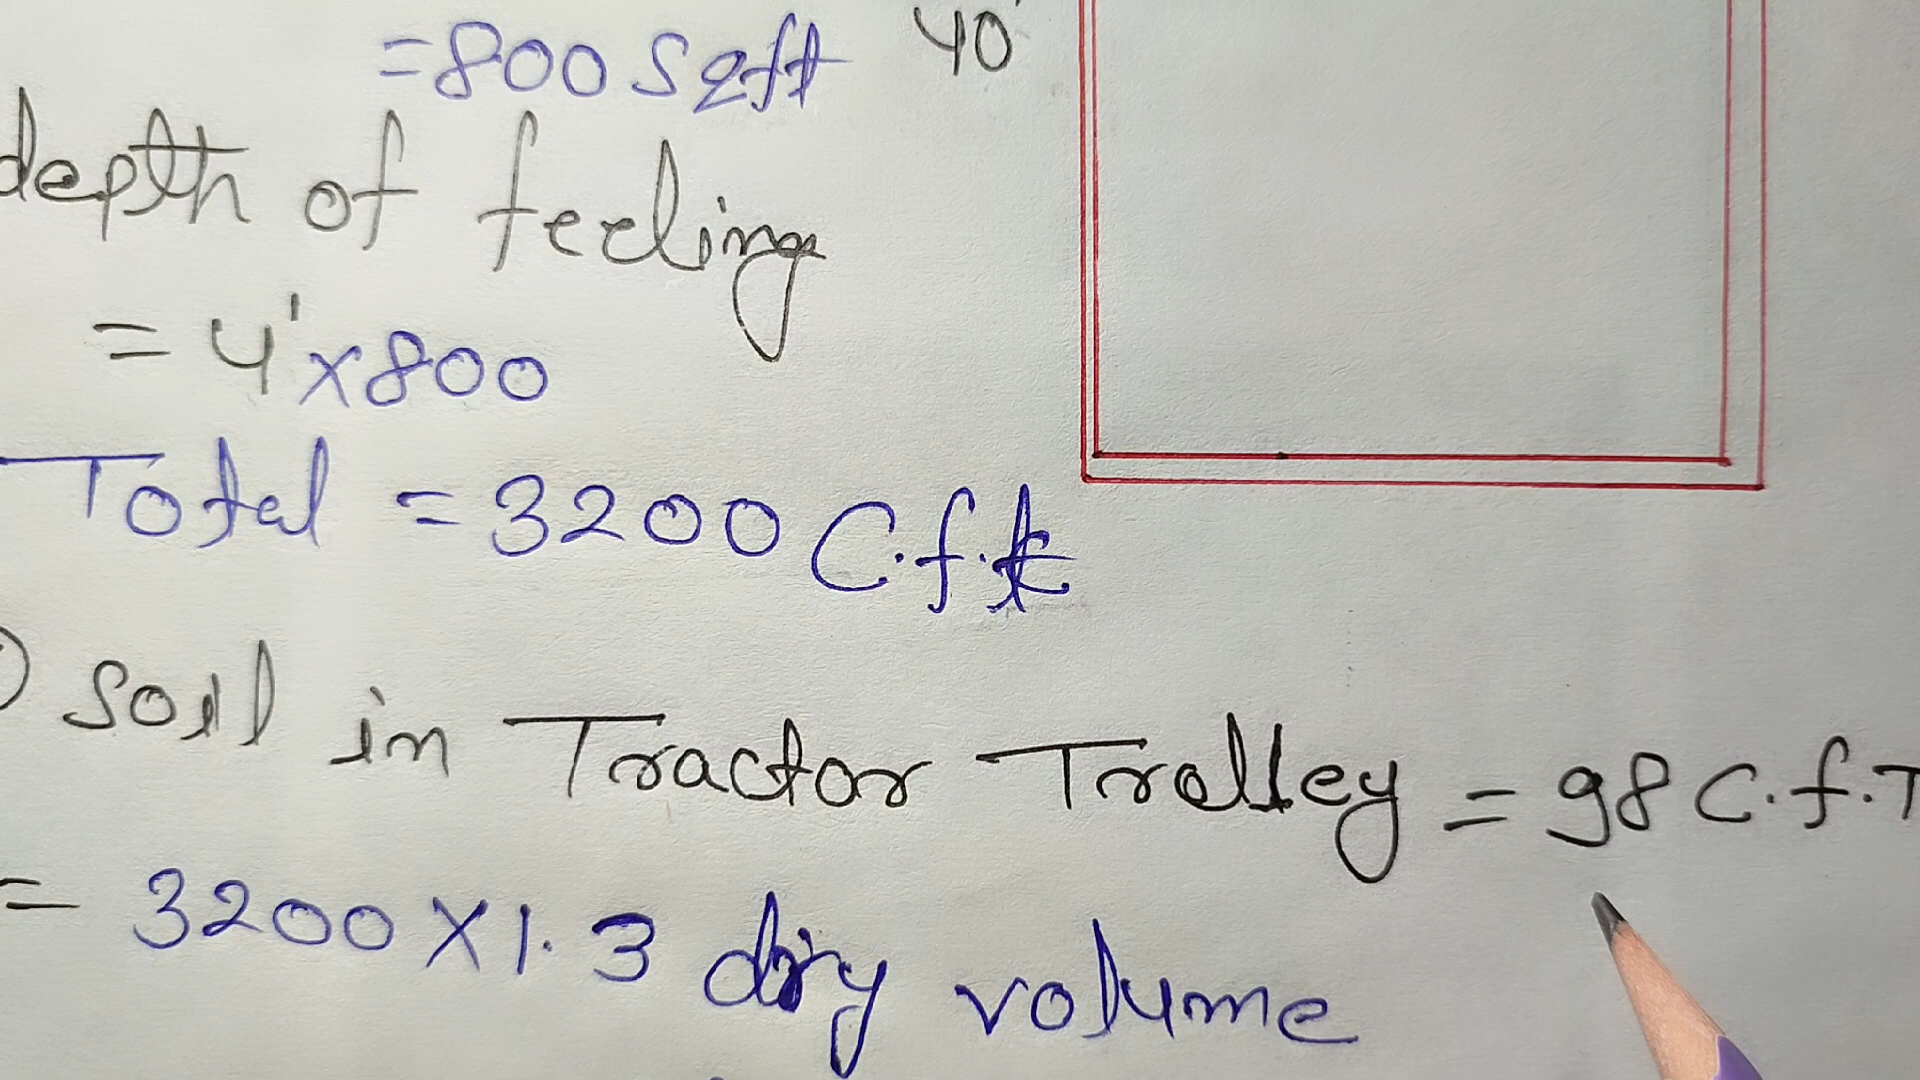 =800 Sqft
40'
depth of feeling
= 4'x800
Total = 3200 C.f.t
soil in Tractor Trolley = 98 C.f.T
= 3200 X 1.3 dry volume